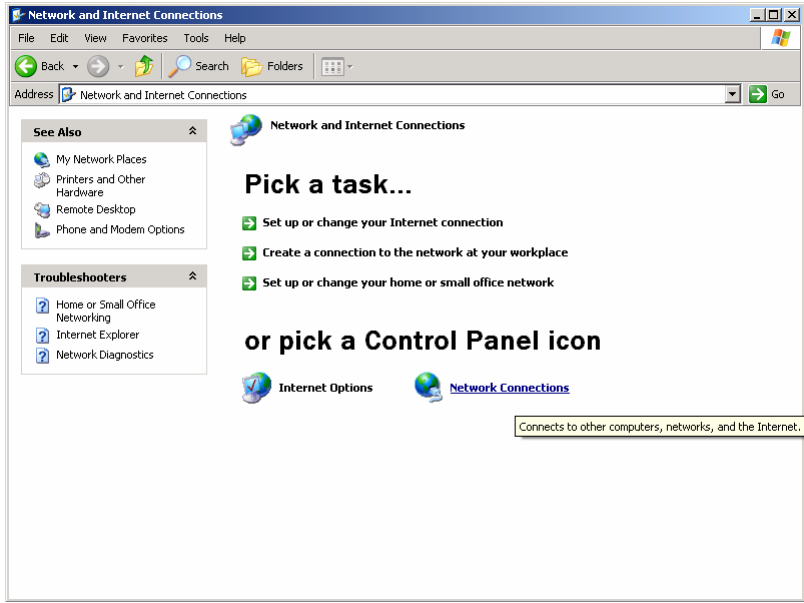 Network and Internet Connections
File Edit View Favorites Tools Help
Back Search Folders
Address Network and Internet Connections Go
See Also
My Network Places
Printers and Other
Hardware
Remote Desktop
Phone and Modem Options
Troubleshooters
Home or Small Office
Networking
Internet Explorer
Network Diagnostics
Network and Internet Connections
Pick a task...
Set up or change your Internet connection
Create a connection to the network at your workplace
Set up or change your home or small office network
or pick a Control Panel icon
Internet Options Network Connections
Connects to other computers, networks, and the Internet.